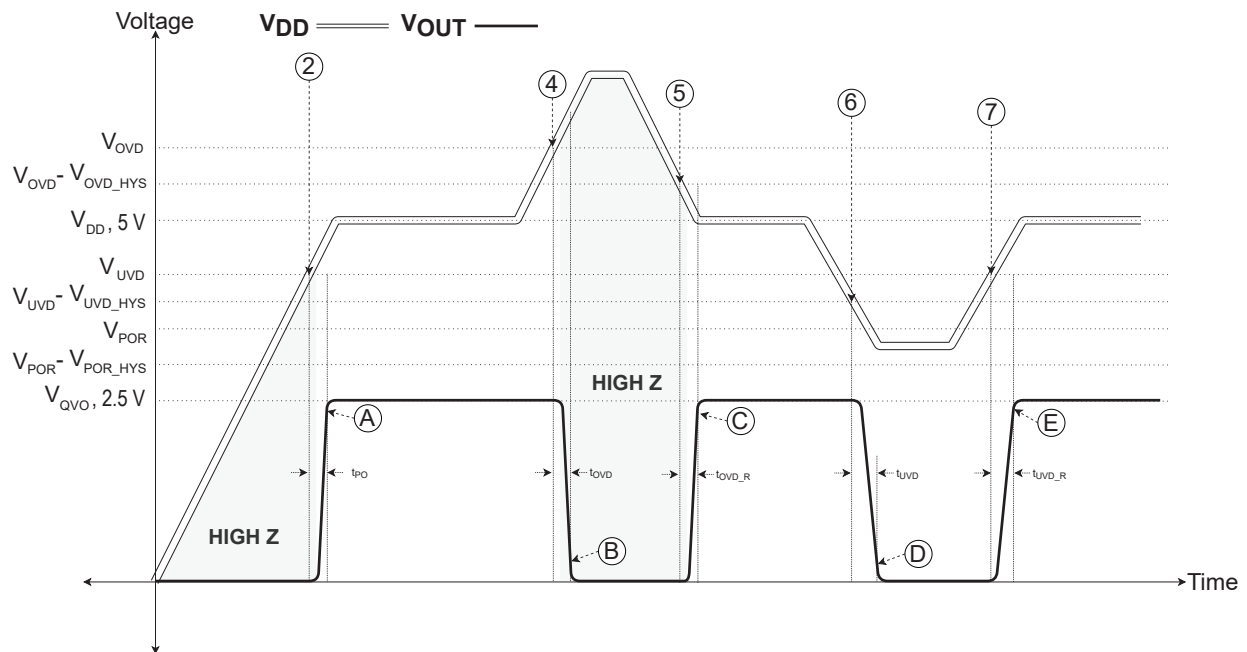 Voltage
VDD VOUT
2
4
5
6
7
VOVD
VOVD- VOVD_HYS
VDD, 5 V
VUVD
VUVD- VUVD_HYS
VPOR
VPOR- VPOR_HYS
VQVO, 2.5 V
HIGH Z
A
C
E
tPO
tOVD
tOVD_R
tUVD
tUVD_R
HIGH Z
B
D
Time